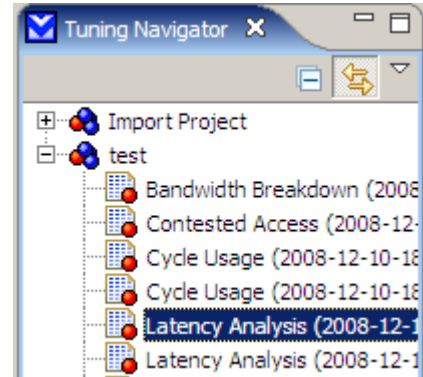 Tuning Navigator
Import Project
test
Bandwidth Breakdown (2008
Contested Access (2008-12-
Cycle Usage (2008-12-10-18
Cycle Usage (2008-12-10-18
Latency Analysis (2008-12-1
Latency Analysis (2008-12-1